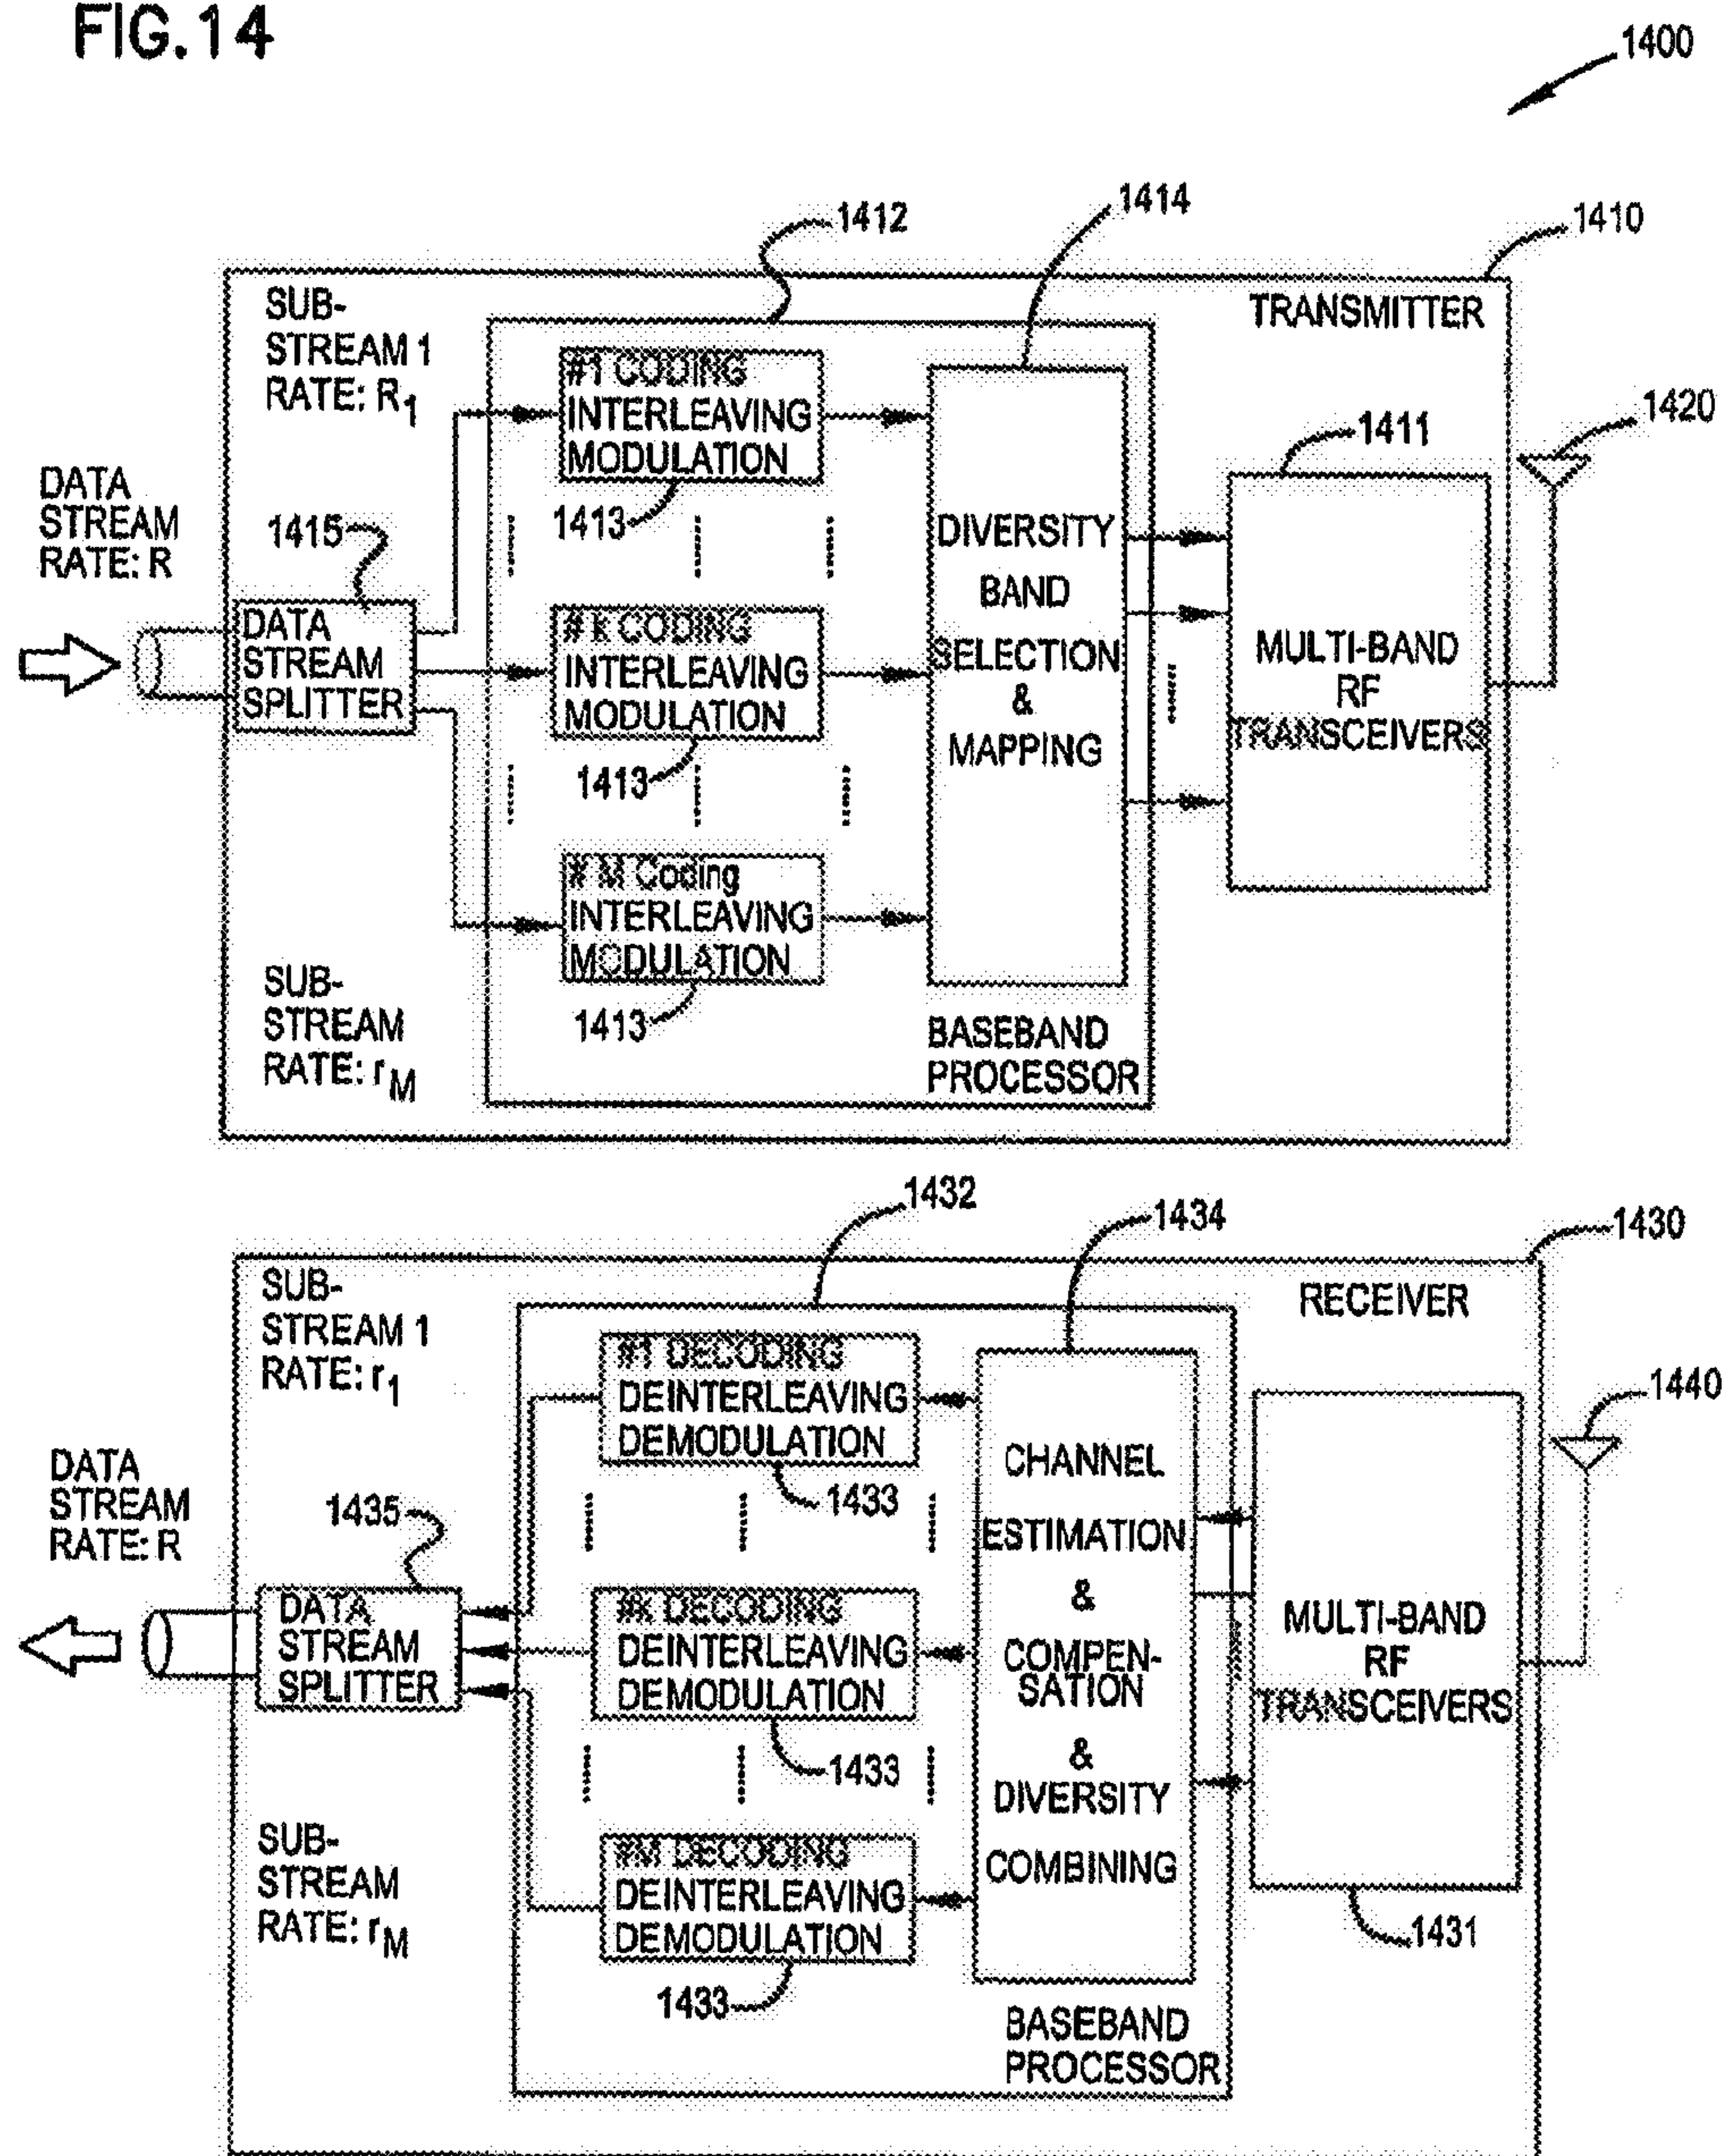 FIG.14
1400
1412
1414
1410
SUB-
STREAM 1
RATE: R1
TRANSMITTER
#1 CODING
INTERLEAVING
MODULATION
1420
1411
DATA
STREAM
RATE: R
1415
1413
DIVERSITY
BAND
SELECTION
&
MAPPING
DATA
STREAM
SPLITTER
# k CODING
INTERLEAVING
MODULATION
MULTI-BAND
RF
TRANSCEIVERS
1413
# M Coding
INTERLEAVING
MODULATION
SUB-
STREAM
RATE: rM
1413
BASEBAND
PROCESSOR
1432
1434
1430
SUB-
STREAM 1
RATE: r1
RECEIVER
#1 DECODING
DEINTERLEAVING
DEMODULATION
1440
DATA
STREAM
RATE: R
1435
1433
CHANNEL
ESTIMATION
&
COMPEN-
SATION
&
DIVERSITY
COMBINING
DATA
STREAM
SPLITTER
#k DECODING
DEINTERLEAVING
DEMODULATION
MULTI-BAND
RF
TRANSCEIVERS
1433
SUB-
STREAM
RATE: rM
#M DECODING
DEINTERLEAVING
DEMODULATION
1431
1433
BASEBAND
PROCESSOR